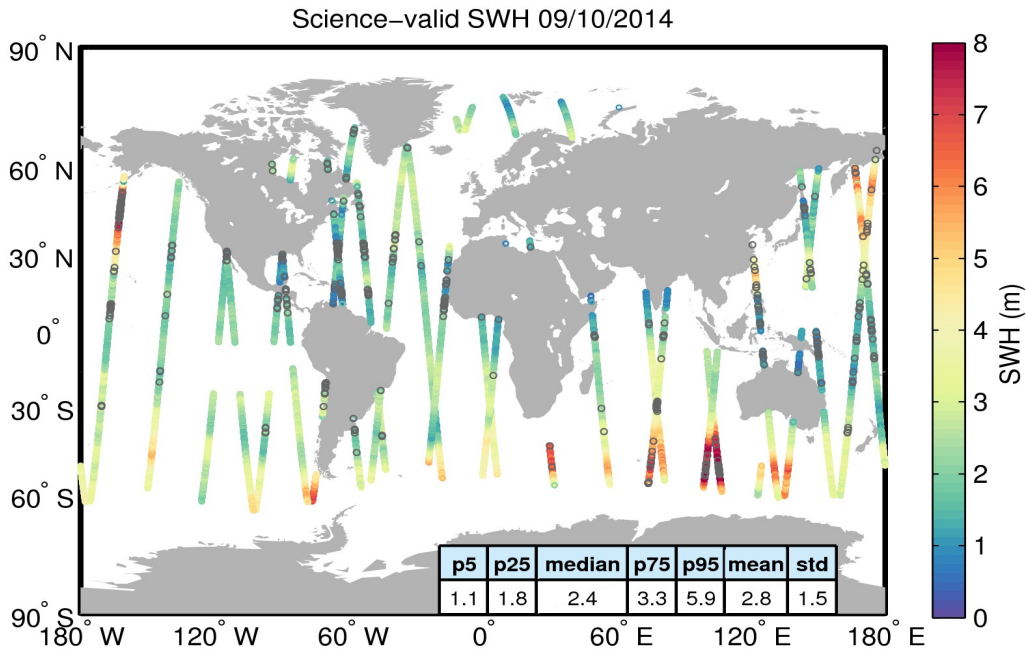 Science−valid SWH 09/10/2014
90° N
60° N
30° N
0°
30° S
60° S
90° S
180° W 120° W 60° W 0° 60° E 120° E 180° E
p5 p25 median p75 p95 mean std
1.1 1.8 2.4 3.3 5.9 2.8 1.5
8
7
6
5
4
3
2
1
0
SWH (m)